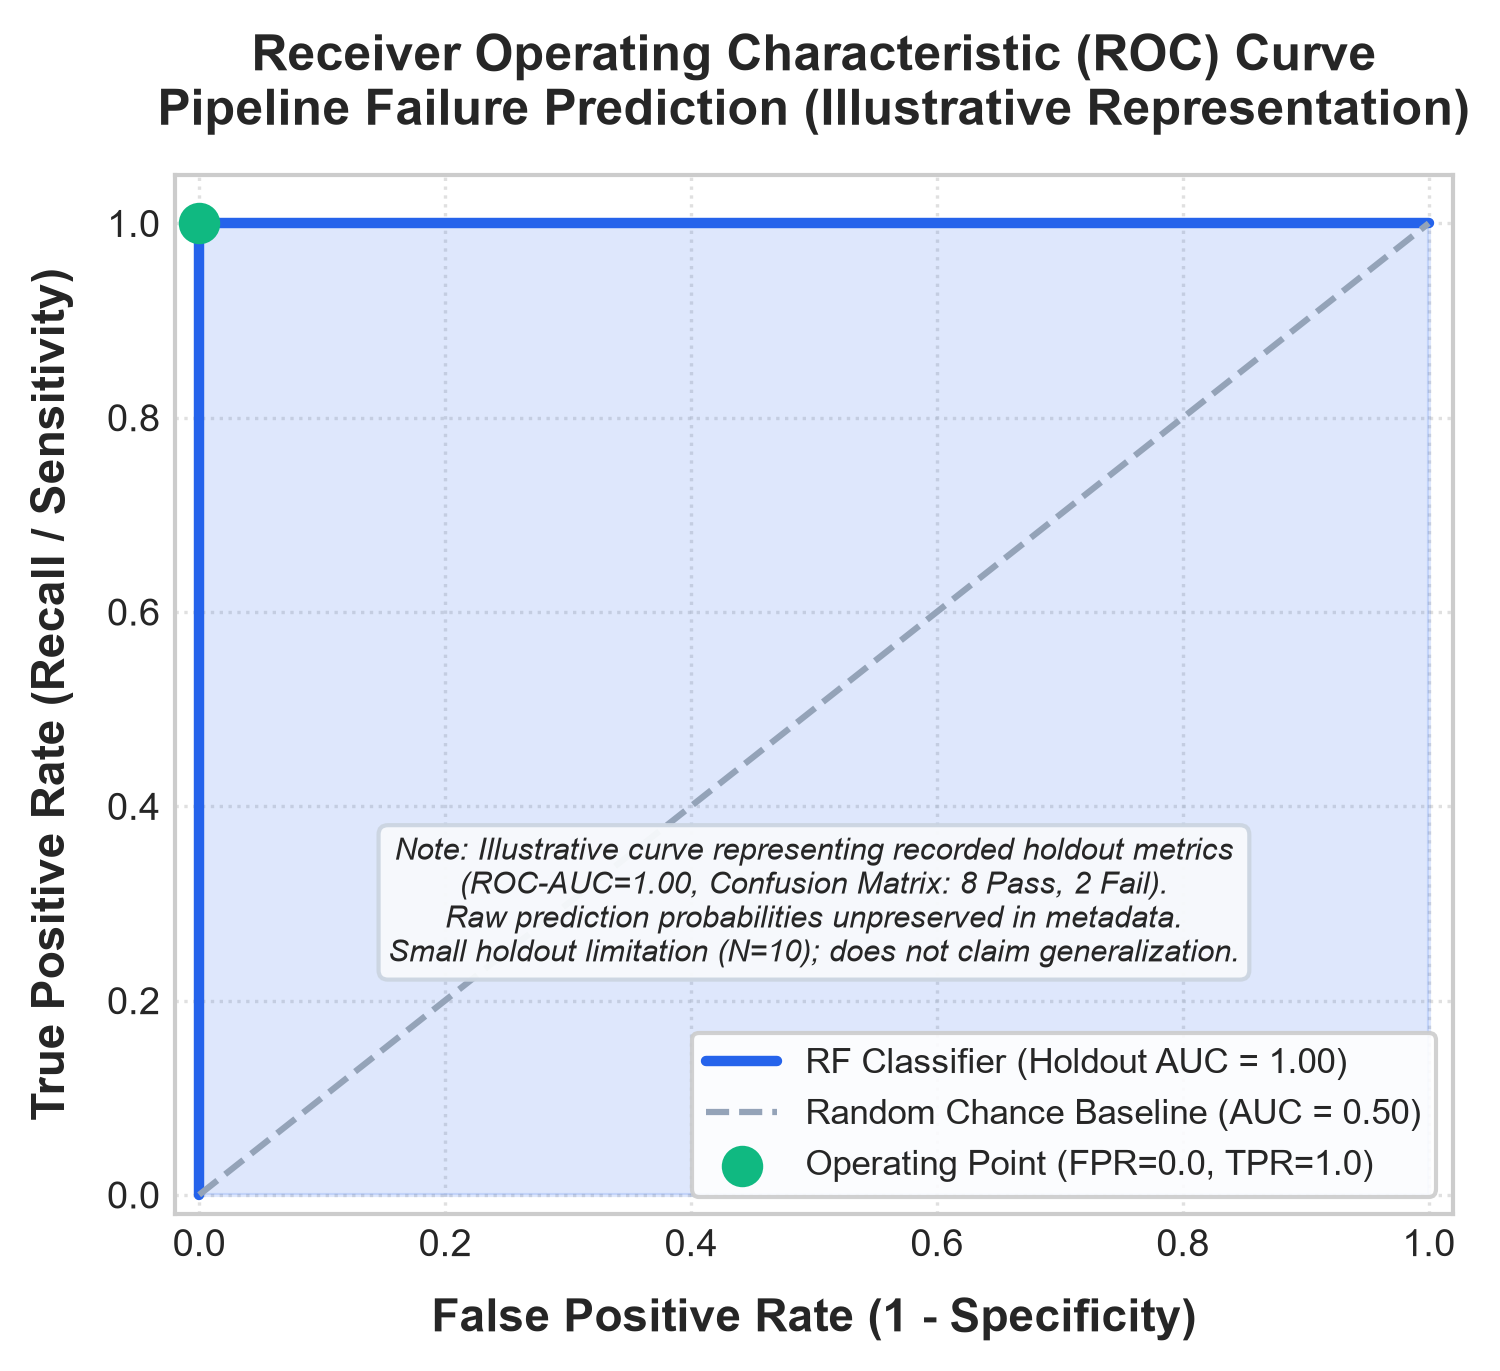 Receiver Operating Characteristic (ROC) Curve
Pipeline Failure Prediction (Illustrative Representation)
True Positive Rate (Recall / Sensitivity)
1.0
0.8
0.6
0.4
0.2
0.0
Note: Illustrative curve representing recorded holdout metrics
(ROC-AUC=1.00, Confusion Matrix: 8 Pass, 2 Fail).
Raw prediction probabilities unpreserved in metadata.
Small holdout limitation (N=10); does not claim generalization.
RF Classifier (Holdout AUC = 1.00)
Random Chance Baseline (AUC = 0.50)
Operating Point (FPR=0.0, TPR=1.0)
0.0 0.2 0.4 0.6 0.8 1.0
False Positive Rate (1 - Specificity)